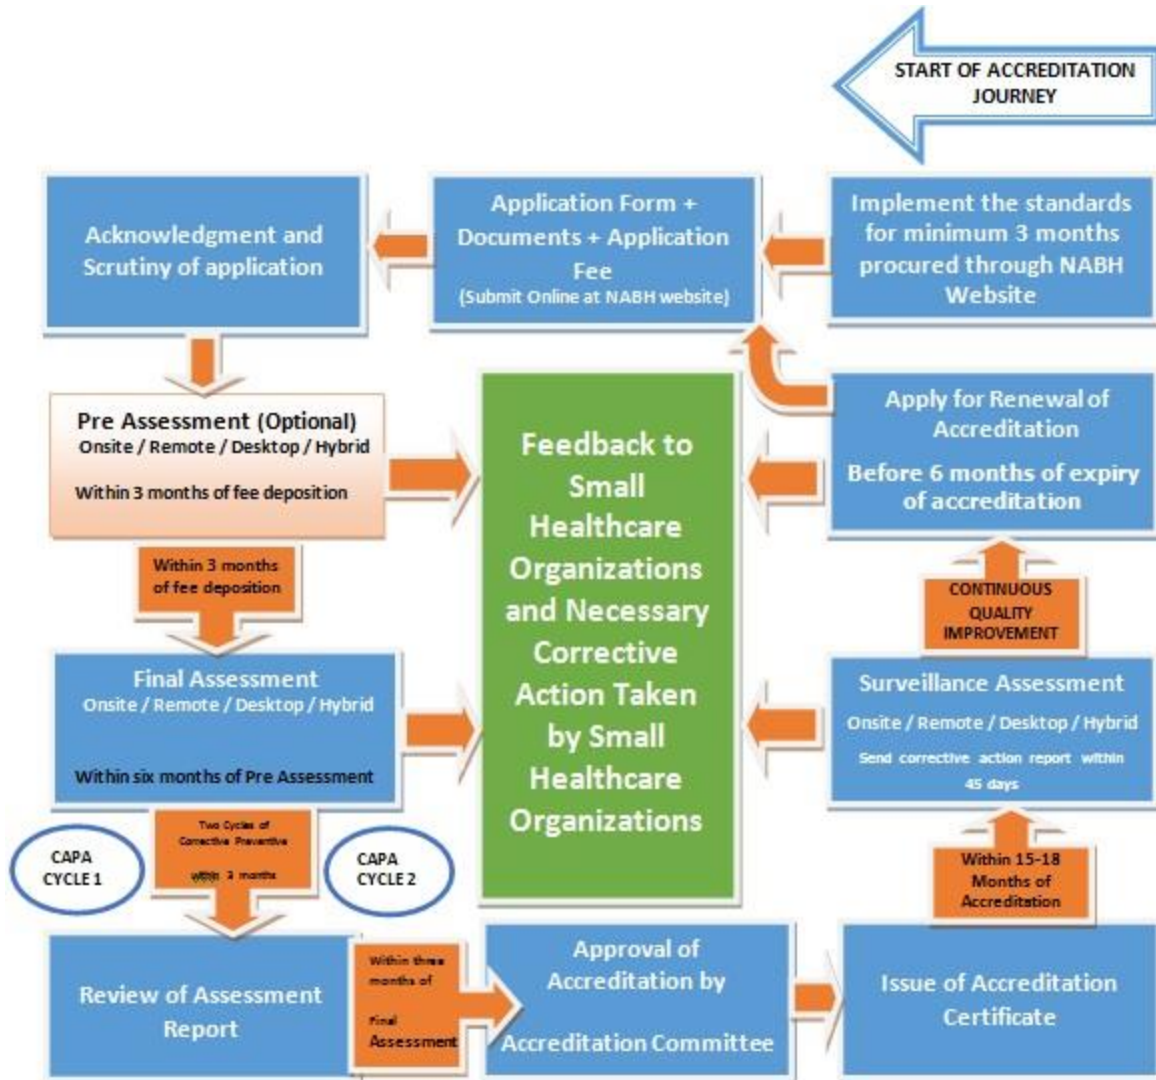 START OF ACCREDITATION
JOURNEY
Implement the standards
for minimum 3 months
procured through NABH
Website
Application Form +
Documents + Application
Fee
(Submit Online at NABH website)
Acknowledgment and
Scrutiny of application
Pre Assessment (Optional)
Onsite / Remote / Desktop / Hybrid
Within 3 months of fee deposition
Within 3 months
of fee deposition
Final Assessment
Onsite / Remote / Desktop / Hybrid
Within six months of Pre Assessment
Two Cycles of
Corrective Preventive
within 3 months
CAPA
CYCLE 1
CAPA
CYCLE 2
Review of Assessment
Report
Within three
months of
Final
Assessment
Approval of
Accreditation by
Accreditation Committee
Issue of Accreditation
Certificate
Within 15-18
Months of
Accreditation
Surveillance Assessment
Onsite / Remote / Desktop / Hybrid
Send corrective action report within
45 days
CONTINUOUS
QUALITY
IMPROVEMENT
Apply for Renewal of
Accreditation
Before 6 months of expiry
of accreditation
Feedback to
Small
Healthcare
Organizations
and Necessary
Corrective
Action Taken
by Small
Healthcare
Organizations